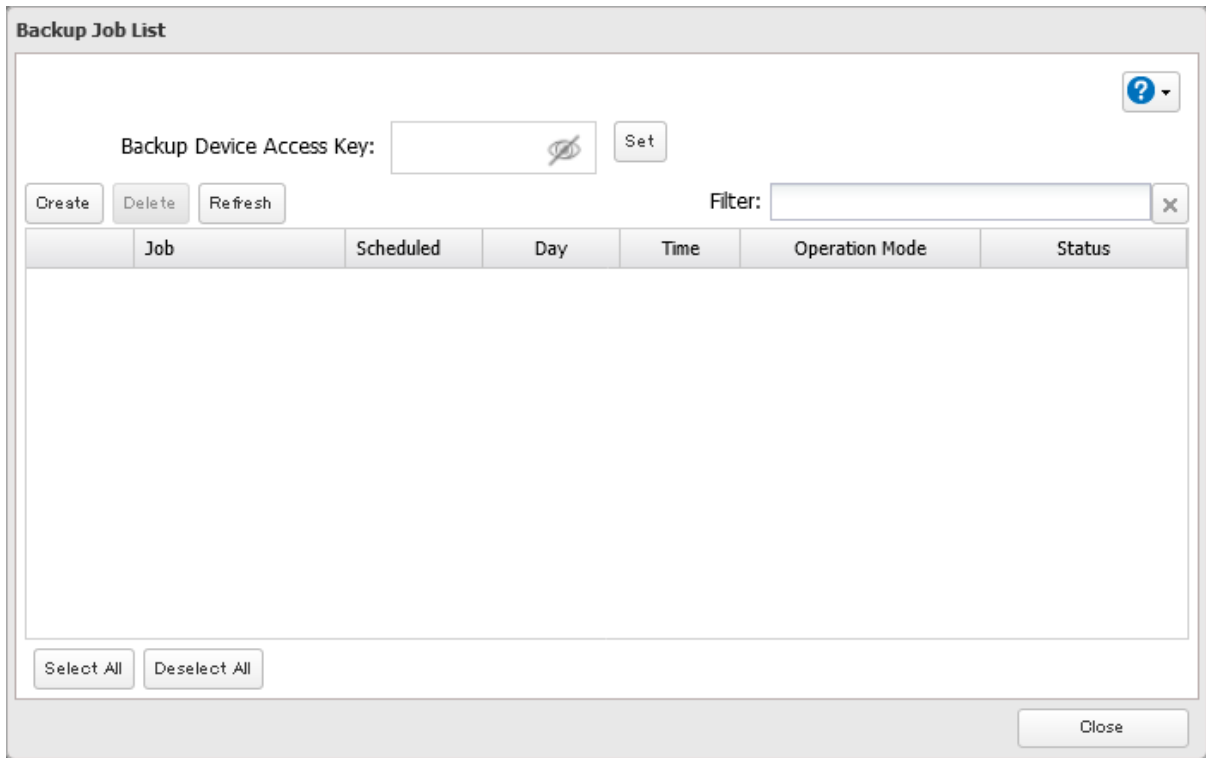 Backup Job List
?
Backup Device Access Key: Set
Create Delete Refresh Filter:
Job Scheduled Day Time Operation Mode Status
Select All Deselect All
Close